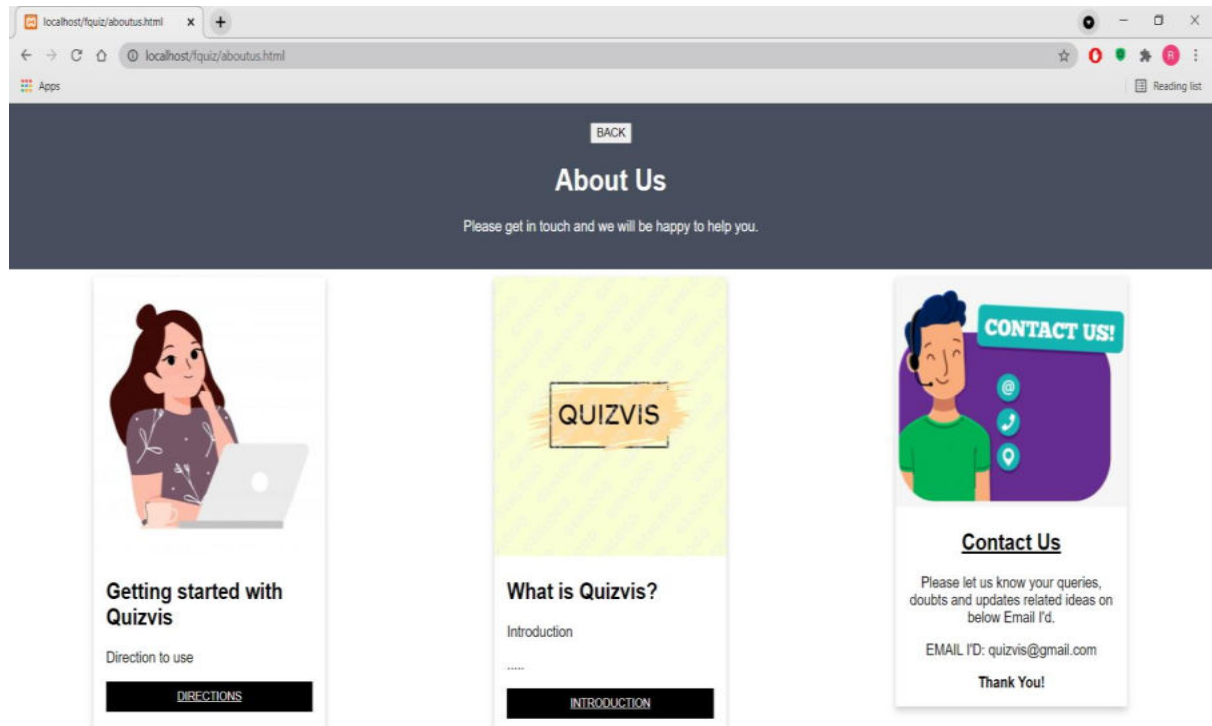 localhost/fquiz/aboutus.html
localhost/fquiz/aboutus.html
Apps
Reading list
BACK
About Us
Please get in touch and we will be happy to help you.
Getting started with
Quizvis
Direction to use
DIRECTIONS
QUIZVIS
What is Quizvis?
Introduction
.....
INTRODUCTION
CONTACT US!
@
Contact Us
Please let us know your queries,
doubts and updates related ideas on
below Email I'd.
EMAIL I'D: quizvis@gmail.com
Thank You!